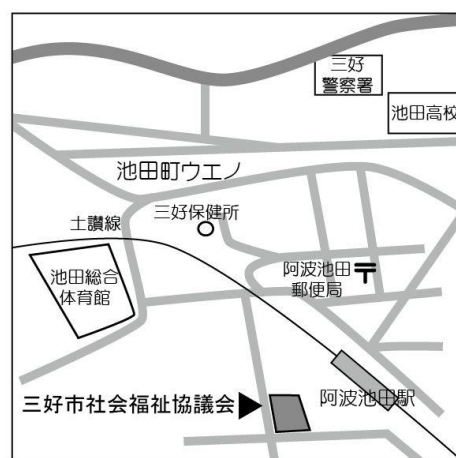 三好
警察署
池田高校
池田町ウエノ
三好保健所
土讃線
池田総合
体育館
阿波池田
郵便局
〒
阿波池田駅
三好市社会福祉協議会